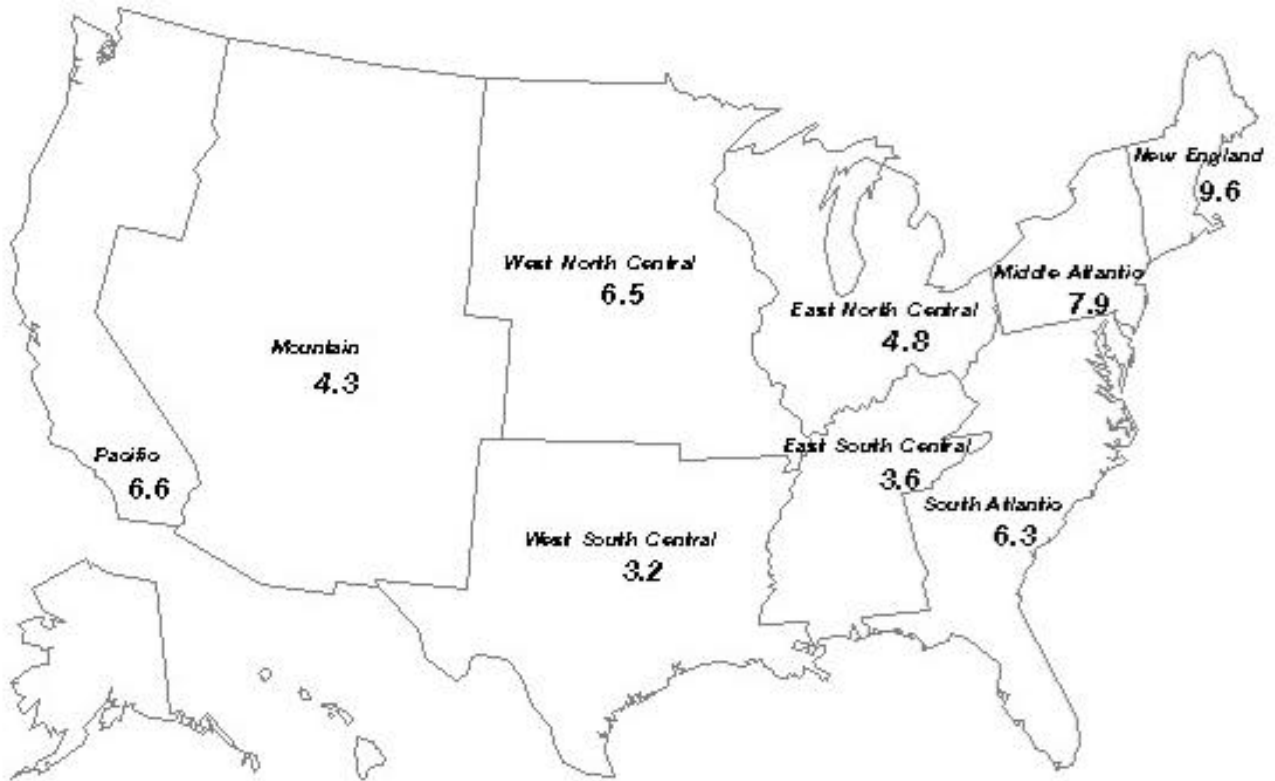 New England
9.6
West North Central
6.5
Middle Atlantic
7.9
East North Central
4.8
Mountain
4.3
East South Central
3.6
Pacific
6.6
South Atlantic
6.3
West South Central
3.2